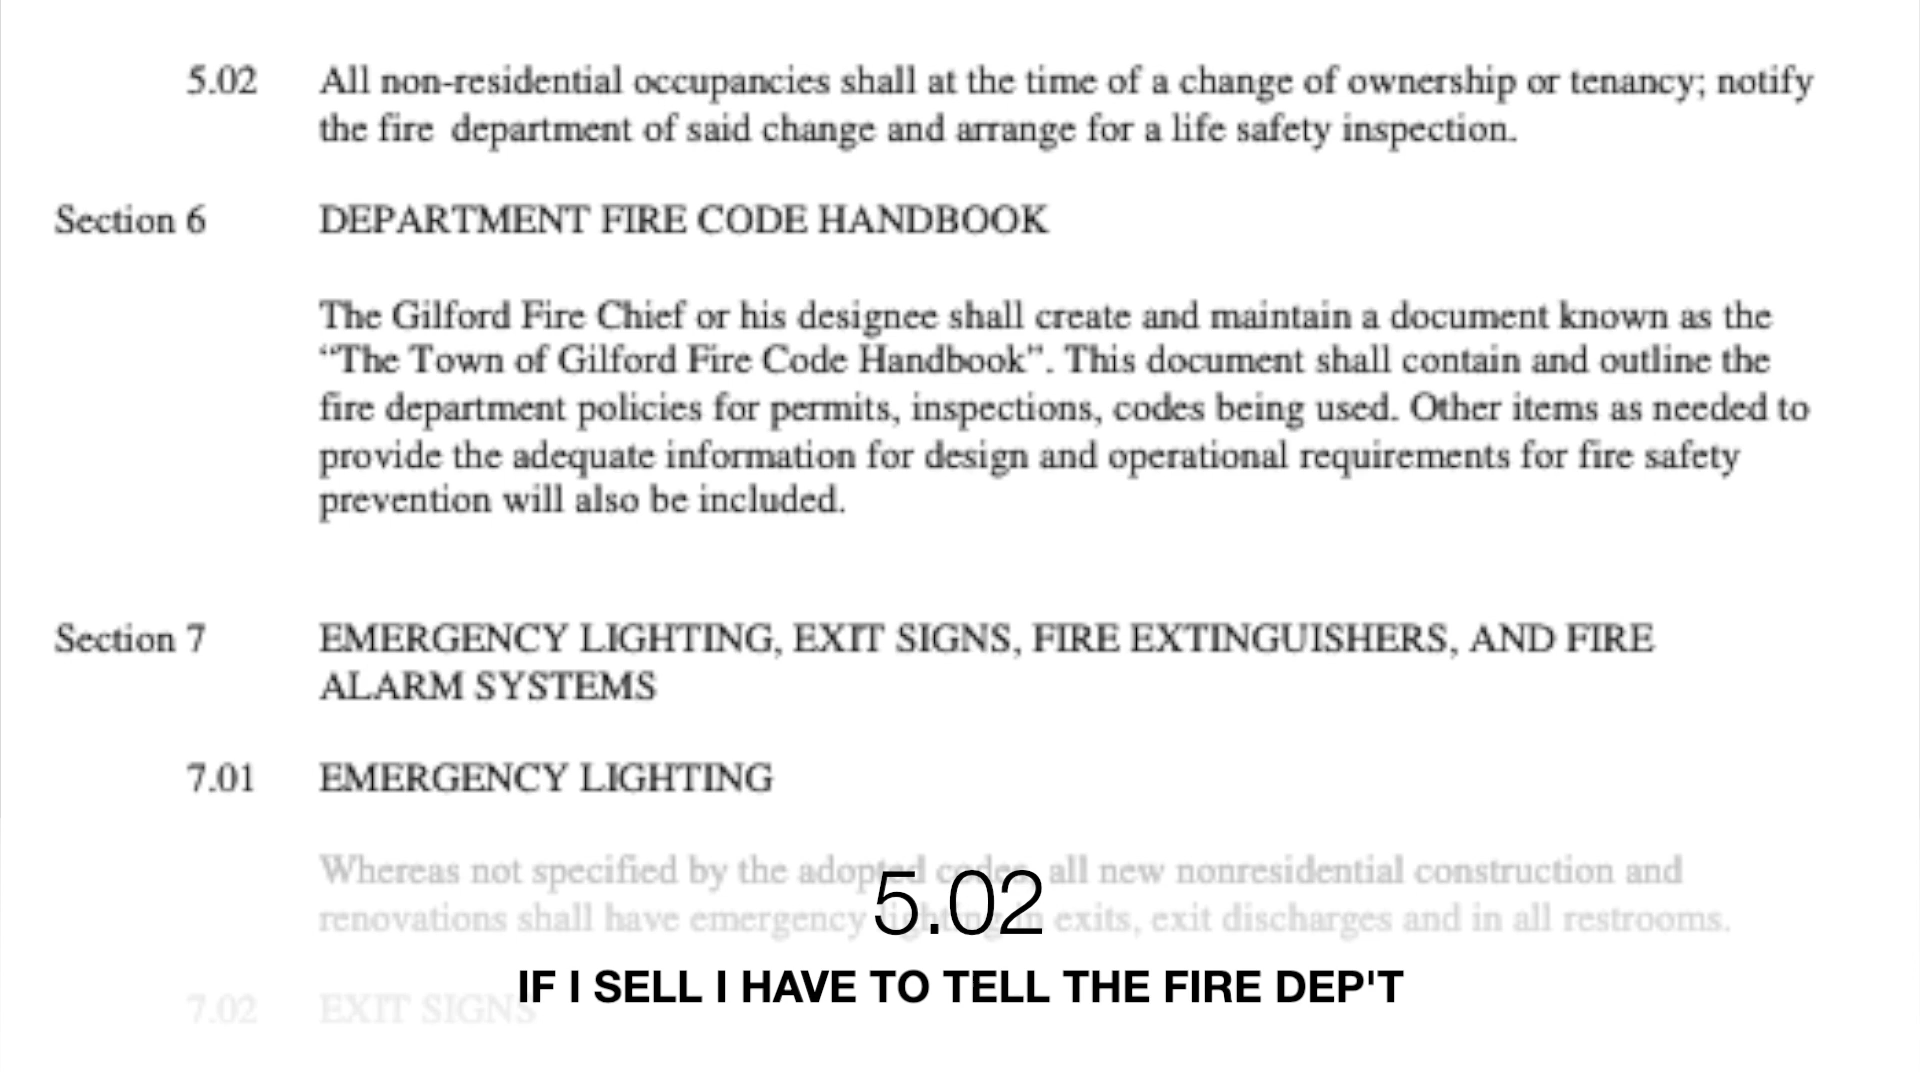 5.02 All non-residential occupancies shall at the time of a change of ownership or tenancy; notify
the fire department of said change and arrange for a life safety inspection.
Section 6 DEPARTMENT FIRE CODE HANDBOOK
The Gilford Fire Chief or his designee shall create and maintain a document known as the
“The Town of Gilford Fire Code Handbook”. This document shall contain and outline the
fire department policies for permits, inspections, codes being used. Other items as needed to
provide the adequate information for design and operational requirements for fire safety
prevention will also be included.
Section 7 EMERGENCY LIGHTING, EXIT SIGNS, FIRE EXTINGUISHERS, AND FIRE
ALARM SYSTEMS
7.01 EMERGENCY LIGHTING
Whereas not specified by the adopted codes, all new nonresidential construction and
renovations shall have emergency lighting in exits, exit discharges and in all restrooms.
5.02
IF I SELL I HAVE TO TELL THE FIRE DEP'T
7.02 EXIT SIGNS